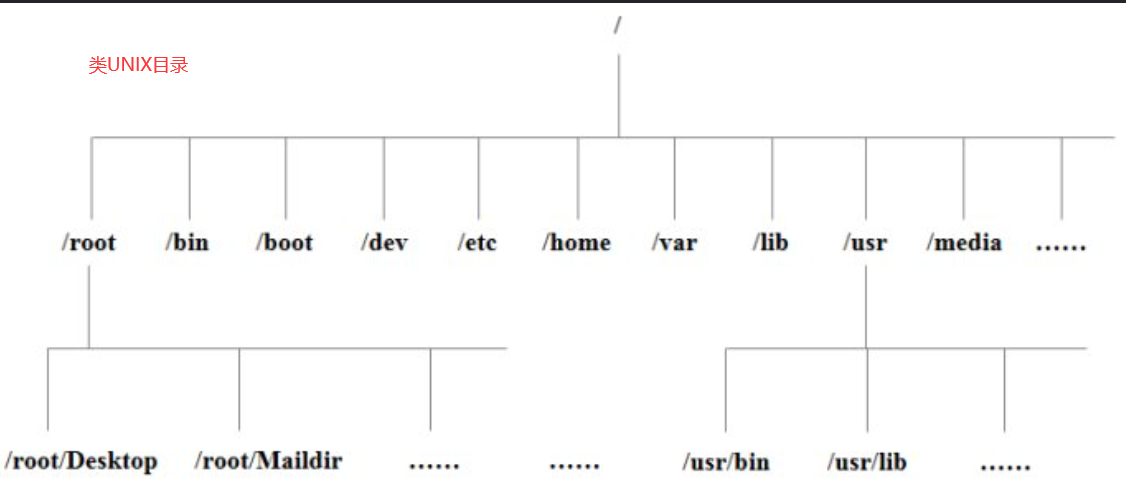 /
类UNIX目录
/root /bin /boot /dev /etc /home /var /lib /usr /media ......
/root/Desktop /root/Maildir ...... ...... /usr/bin /usr/lib ......